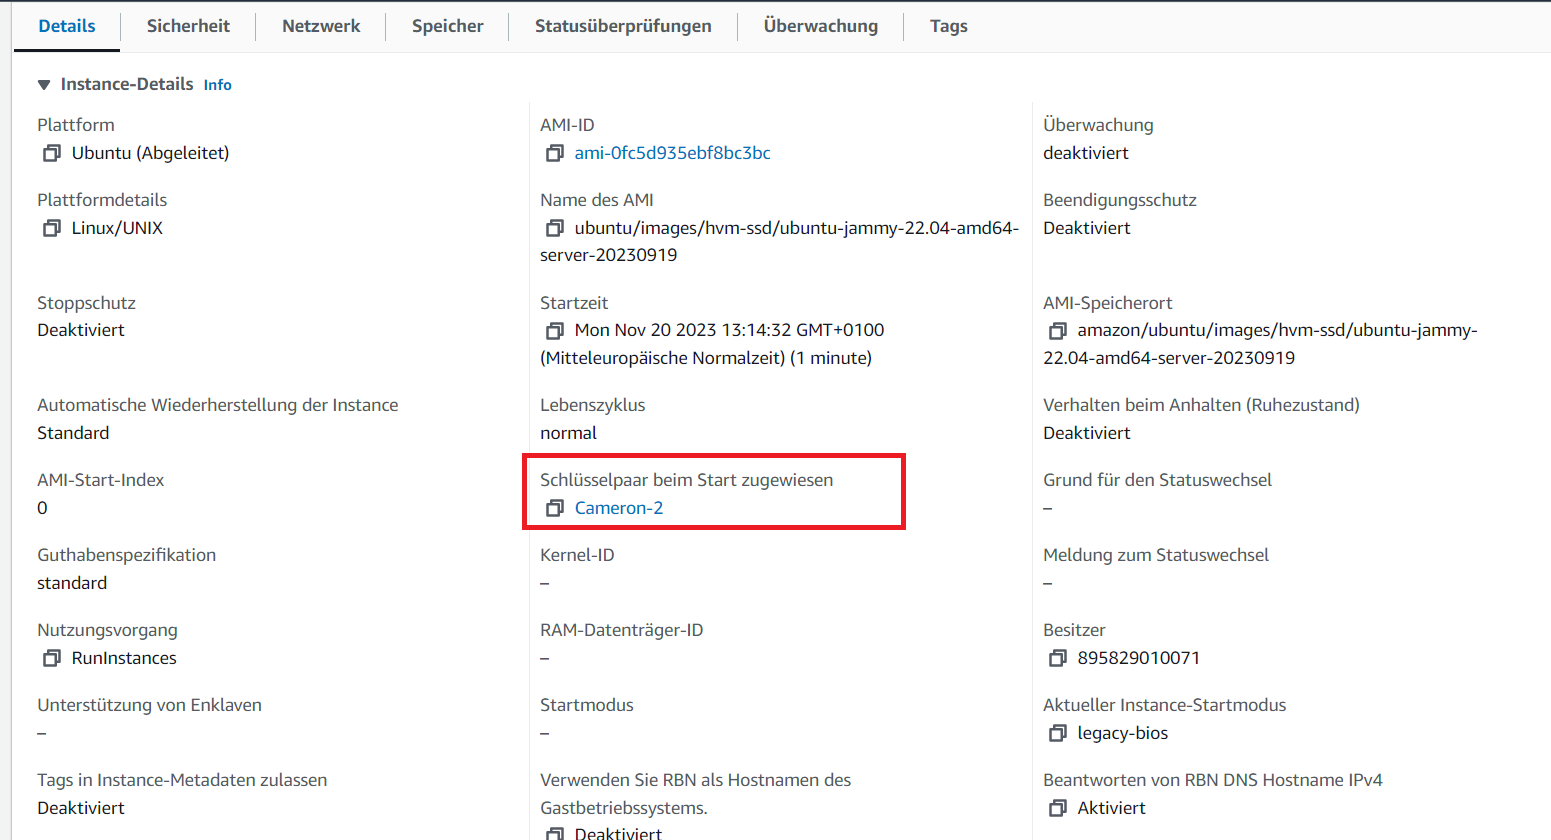 Details
Sicherheit
Netzwerk
Speicher
Statusüberprüfungen
Überwachung
Tags
Instance-Details Info
Plattform
Ubuntu (Abgeleitet)
AMI-ID
ami-0fc5d935ebf8bc3bc
Überwachung
deaktiviert
Plattformdetails
Linux/UNIX
Name des AMI
ubuntu/images/hvm-ssd/ubuntu-jammy-22.04-amd64-
server-20230919
Beendigungsschutz
Deaktiviert
Stoppschutz
Deaktiviert
Startzeit
Mon Nov 20 2023 13:14:32 GMT+0100
(Mitteleuropäische Normalzeit) (1 minute)
AMI-Speicherort
amazon/ubuntu/images/hvm-ssd/ubuntu-jammy-
22.04-amd64-server-20230919
Automatische Wiederherstellung der Instance
Standard
Lebenszyklus
normal
Verhalten beim Anhalten (Ruhezustand)
Deaktiviert
AMI-Start-Index
0
Schlüsselpaar beim Start zugewiesen
Cameron-2
Grund für den Statuswechsel
–
Guthabenspezifikation
standard
Kernel-ID
–
Meldung zum Statuswechsel
–
Nutzungsvorgang
RunInstances
RAM-Datenträger-ID
–
Besitzer
895829010071
Unterstützung von Enklaven
–
Startmodus
–
Aktueller Instance-Startmodus
legacy-bios
Tags in Instance-Metadaten zulassen
Deaktiviert
Verwenden Sie RBN als Hostnamen des
Gastbetriebssystems.
Deaktiviert
Beantworten von RBN DNS Hostname IPv4
Aktiviert